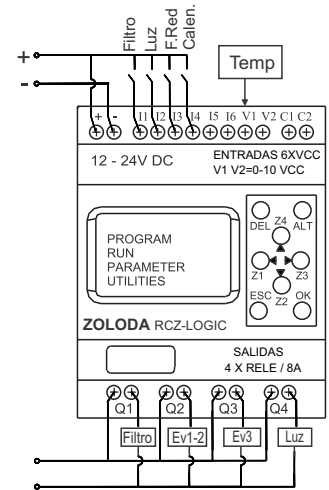 Filtro
Luz
F.Red
Calen.
+
-
Temp
+ - I1 I2 I3 I4 I5 I6 V1 V2 C1 C2
12 - 24V DC
ENTRADAS 6XVCC
V1 V2=0-10 VCC
DEL Z4 ALT
Z1 Z3
ESC Z2 OK
PROGRAM
RUN
PARAMETER
UTILITIES
ZOLODA RCZ-LOGIC
SALIDAS
4 X RELE / 8A
Q1 Q2 Q3 Q4
Filtro Ev1-2 Ev3 Luz